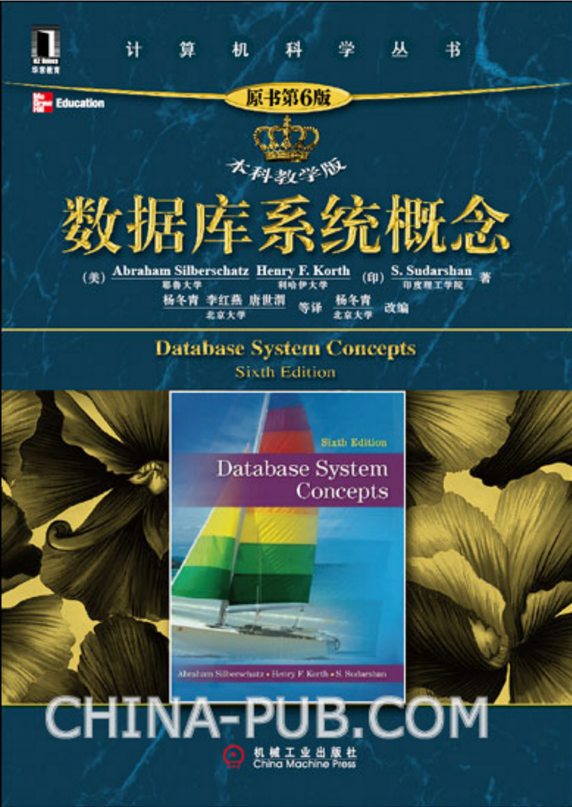 计算机科学丛书
HZ Books
华章教育
Mc
Graw
Hill Education
原书第6版
本科教学版
数据库系统概念
(美) Abraham Silberschatz Henry F. Korth (印) S. Sudarshan 著
耶鲁大学 利哈伊大学 印度理工学院
杨冬青 李红燕 唐世渭 等译 杨冬青 改编
北京大学 北京大学
Database System Concepts
Sixth Edition
Sixth Edition
Database System
Concepts
Abraham Silberschatz · Henry F. Korth · S. Sudarshan
CHINA-PUB.COM
机械工业出版社
China Machine Press